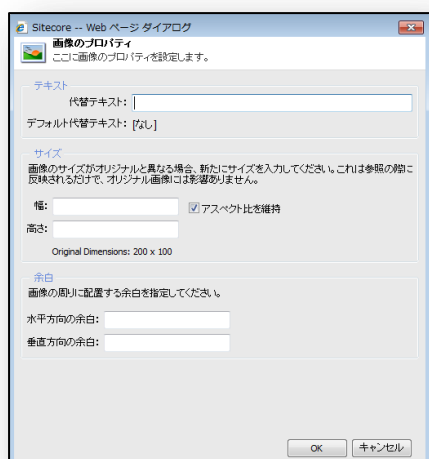 Sitecore -- Web ページ ダイアログ
画像のプロパティ
ここに画像のプロパティを設定します。
テキスト
代替テキスト:
デフォルト代替テキスト: [なし]
サイズ
画像のサイズがオリジナルと異なる場合、新たにサイズを入力してください。これは参照の際に
反映されるだけで、オリジナル画像には影響ありません。
幅:
アスペクト比を維持
高さ:
Original Dimensions: 200 x 100
余白
画像の周りに配置する余白を指定してください。
水平方向の余白:
垂直方向の余白:
OK キャンセル